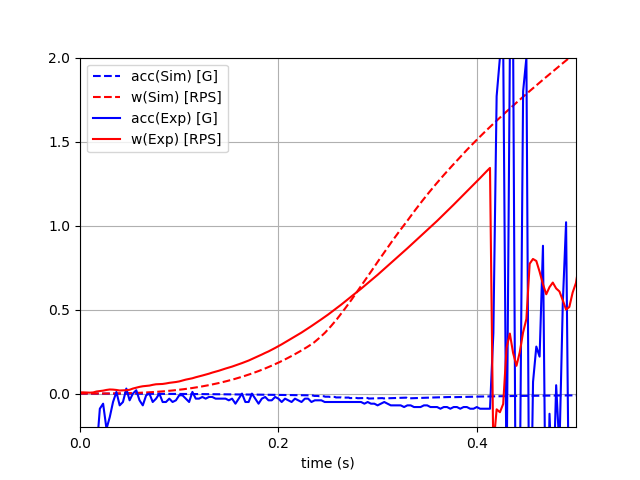 2.0
1.5
1.0
0.5
0.0
acc(Sim) [G]
w(Sim) [RPS]
acc(Exp) [G]
w(Exp) [RPS]
0.0 0.2 0.4
time (s)